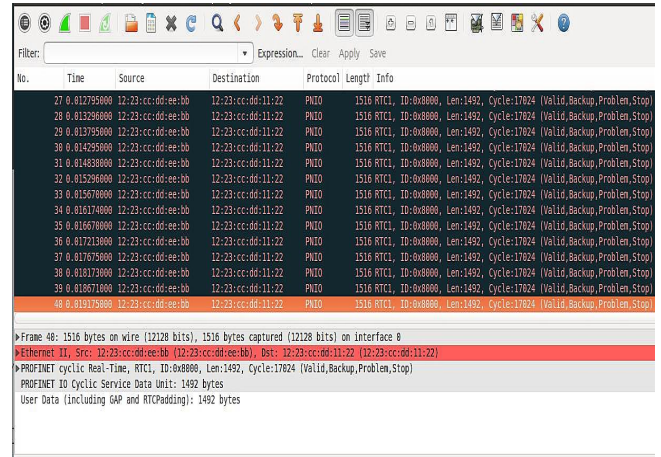 Filter:
Expression... Clear Apply Save
No. Time Source Destination Protocol Length Info
27 0.012795000 12:23:cc:dd:ee:bb 12:23:cc:dd:11:22 PNIO 1516 RTC1, ID:0x8000, Len:1492, Cycle:17024 (Valid,Backup,Problem,Stop)
28 0.013296000 12:23:cc:dd:ee:bb 12:23:cc:dd:11:22 PNIO 1516 RTC1, ID:0x8000, Len:1492, Cycle:17024 (Valid,Backup,Problem,Stop)
29 0.013795000 12:23:cc:dd:ee:bb 12:23:cc:dd:11:22 PNIO 1516 RTC1, ID:0x8000, Len:1492, Cycle:17024 (Valid,Backup,Problem,Stop)
30 0.014295000 12:23:cc:dd:ee:bb 12:23:cc:dd:11:22 PNIO 1516 RTC1, ID:0x8000, Len:1492, Cycle:17024 (Valid,Backup,Problem,Stop)
31 0.014838000 12:23:cc:dd:ee:bb 12:23:cc:dd:11:22 PNIO 1516 RTC1, ID:0x8000, Len:1492, Cycle:17024 (Valid,Backup,Problem,Stop)
32 0.015296000 12:23:cc:dd:ee:bb 12:23:cc:dd:11:22 PNIO 1516 RTC1, ID:0x8000, Len:1492, Cycle:17024 (Valid,Backup,Problem,Stop)
33 0.015670000 12:23:cc:dd:ee:bb 12:23:cc:dd:11:22 PNIO 1516 RTC1, ID:0x8000, Len:1492, Cycle:17024 (Valid,Backup,Problem,Stop)
34 0.016174000 12:23:cc:dd:ee:bb 12:23:cc:dd:11:22 PNIO 1516 RTC1, ID:0x8000, Len:1492, Cycle:17024 (Valid,Backup,Problem,Stop)
35 0.016670000 12:23:cc:dd:ee:bb 12:23:cc:dd:11:22 PNIO 1516 RTC1, ID:0x8000, Len:1492, Cycle:17024 (Valid,Backup,Problem,Stop)
36 0.017213000 12:23:cc:dd:ee:bb 12:23:cc:dd:11:22 PNIO 1516 RTC1, ID:0x8000, Len:1492, Cycle:17024 (Valid,Backup,Problem,Stop)
37 0.017675000 12:23:cc:dd:ee:bb 12:23:cc:dd:11:22 PNIO 1516 RTC1, ID:0x8000, Len:1492, Cycle:17024 (Valid,Backup,Problem,Stop)
38 0.018173000 12:23:cc:dd:ee:bb 12:23:cc:dd:11:22 PNIO 1516 RTC1, ID:0x8000, Len:1492, Cycle:17024 (Valid,Backup,Problem,Stop)
39 0.018671000 12:23:cc:dd:ee:bb 12:23:cc:dd:11:22 PNIO 1516 RTC1, ID:0x8000, Len:1492, Cycle:17024 (Valid,Backup,Problem,Stop)
40 0.019175000 12:23:cc:dd:ee:bb 12:23:cc:dd:11:22 PNIO 1516 RTC1, ID:0x8000, Len:1492, Cycle:17024 (Valid,Backup,Problem,Stop)
Frame 40: 1516 bytes on wire (12128 bits), 1516 bytes captured (12128 bits) on interface 0
Ethernet II, Src: 12:23:cc:dd:ee:bb (12:23:cc:dd:ee:bb), Dst: 12:23:cc:dd:11:22 (12:23:cc:dd:11:22)
PROFINET cyclic Real-Time, RTC1, ID:0x8000, Len:1492, Cycle:17024 (Valid,Backup,Problem,Stop)
PROFINET IO Cyclic Service Data Unit: 1492 bytes
User Data (including GAP and RTCPadding): 1492 bytes